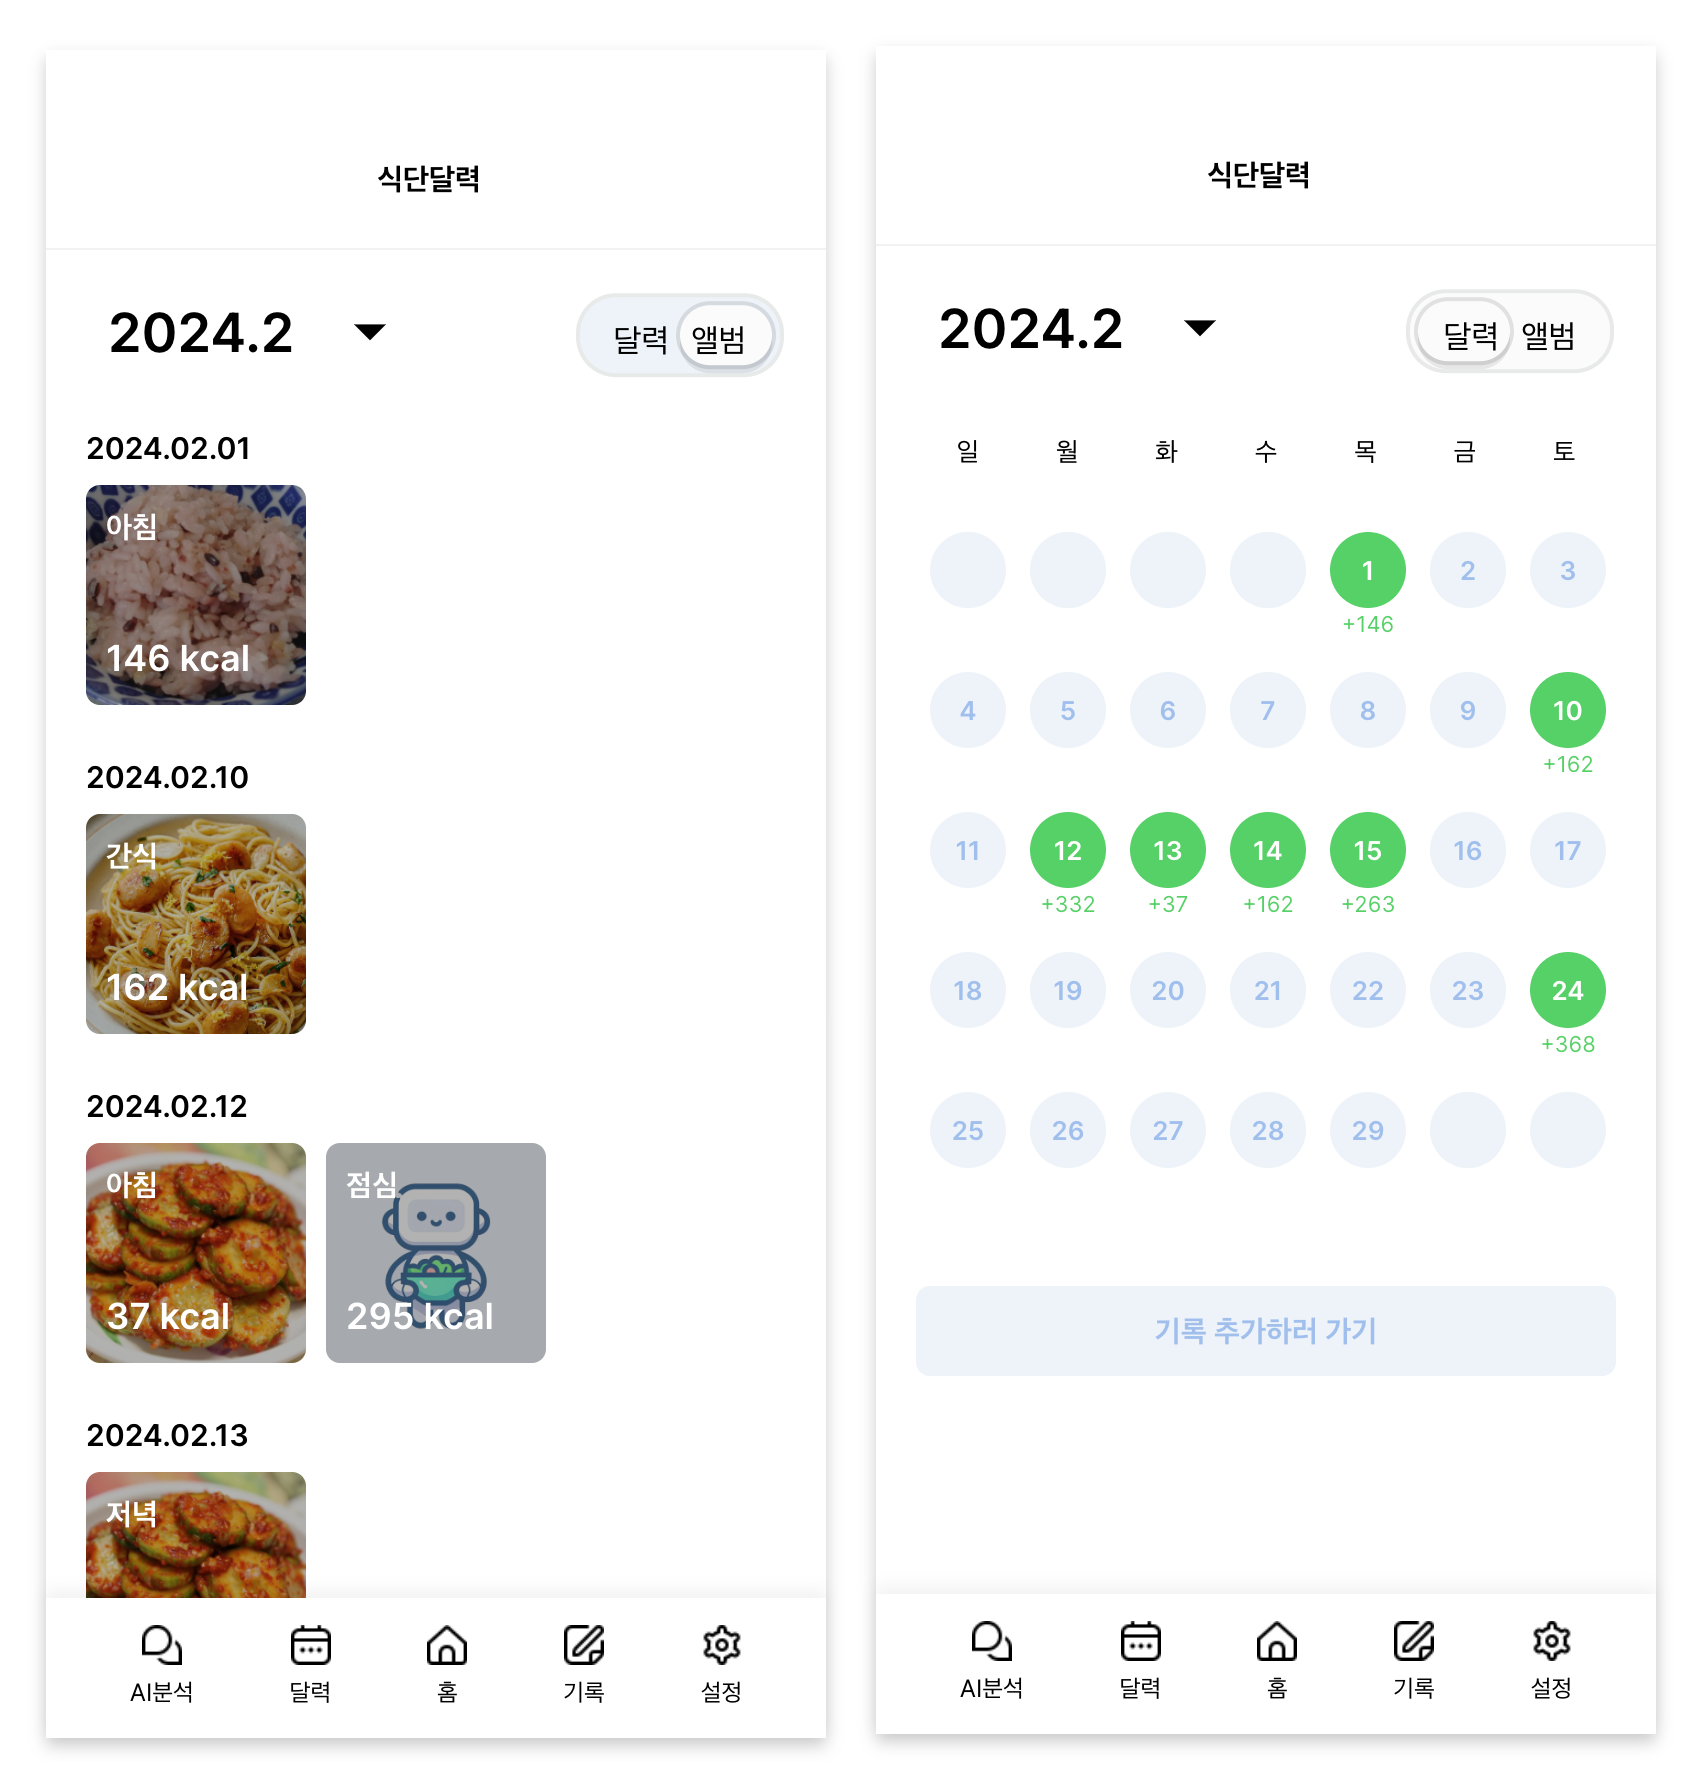 식단달력
2024.2
달력 앨범
2024.02.01
아침
146 kcal
2024.02.10
간식
162 kcal
2024.02.12
아침 점심
37 kcal 295 kcal
2024.02.13
저녁
AI분석 달력 홈 기록 설정
식단달력
2024.2
달력 앨범
일 월 화 수 목 금 토
1 2 3
+146
4 5 6 7 8 9 10
+162
11 12 13 14 15 16 17
+332 +37 +162 +263
18 19 20 21 22 23 24
+368
25 26 27 28 29
기록 추가하러 가기
AI분석 달력 홈 기록 설정